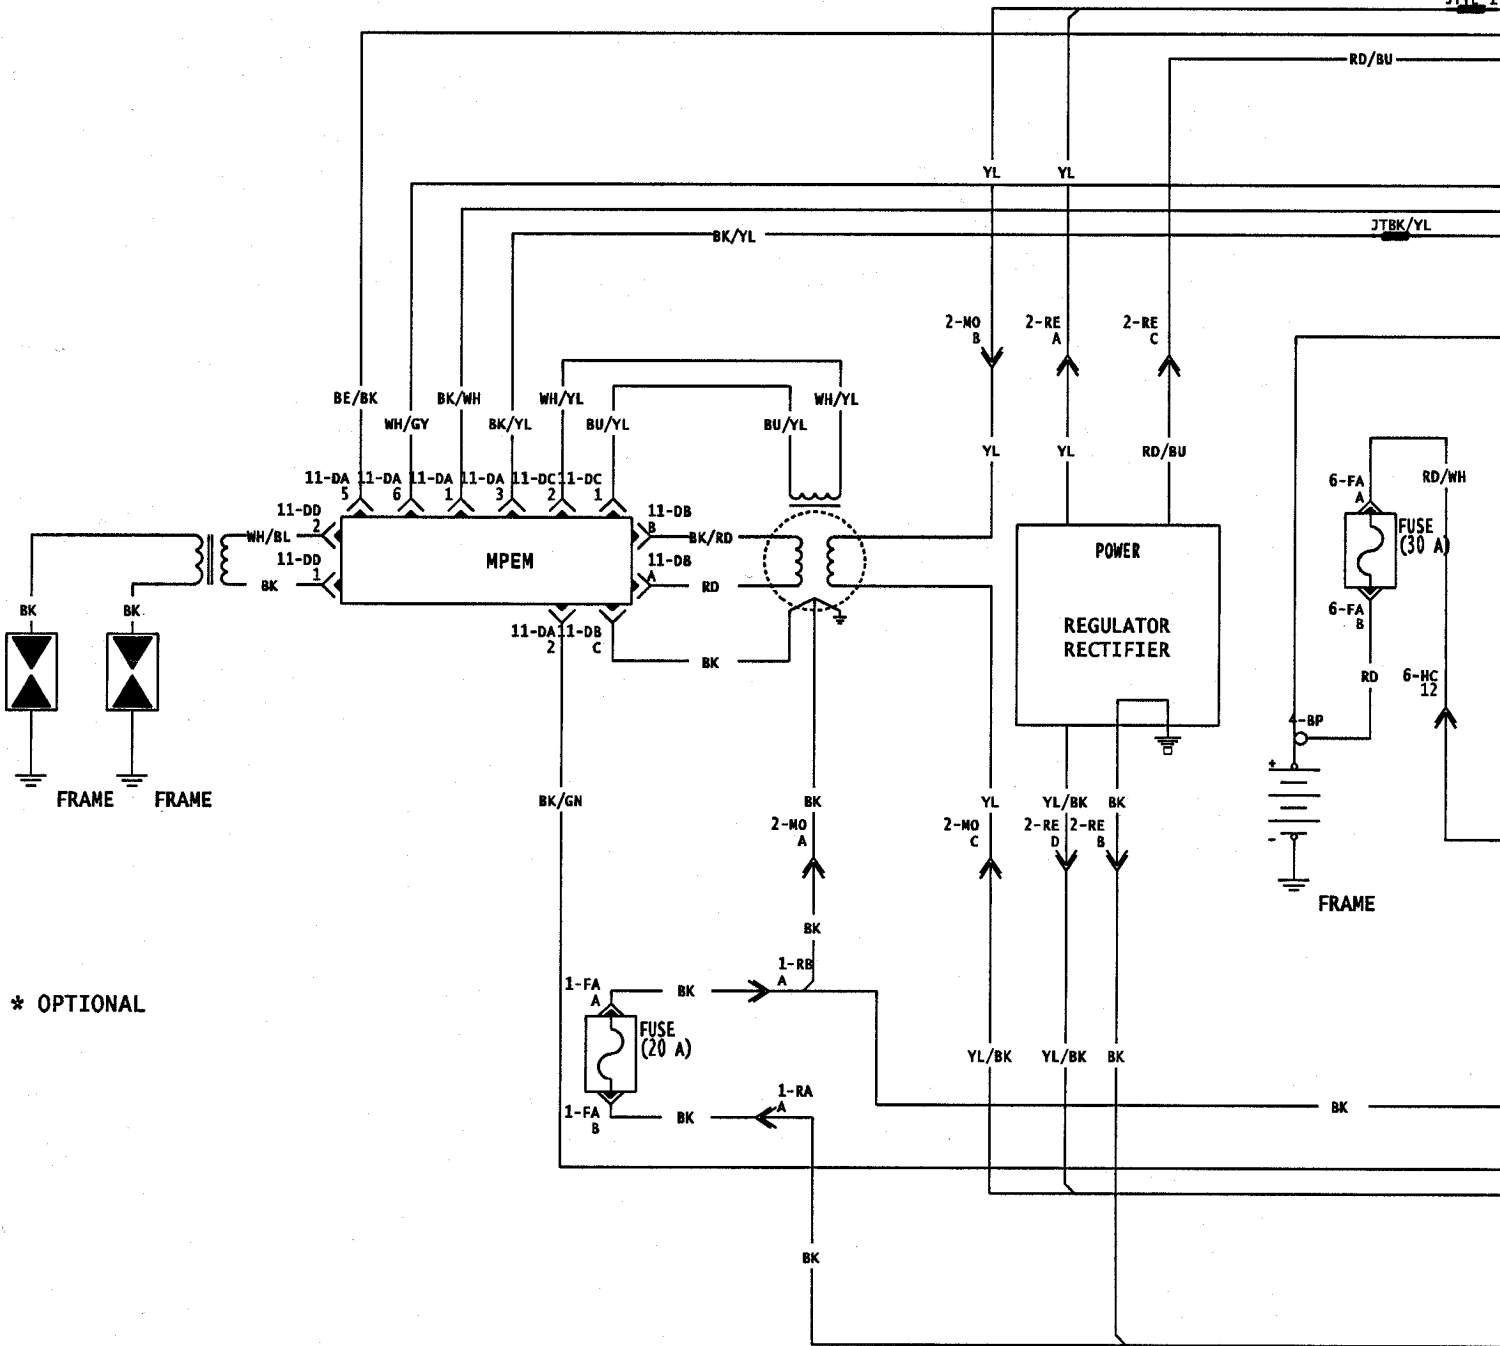 RD/BU
YL YL
JTBK/YL
BK/YL
2-MO
B
2-RE
A
2-RE
C
BE/BK
BK/WH
WH/YL
WH/YL
WH/GY
BK/YL
BU/YL
BU/YL
YL
YL
RD/BU
11-DA
5
11-DA
6
11-DA
1
11-DA
3
11-DC
2
11-DC
1
6-FA
A
RD/WH
11-DD
2
11-DB
B
WH/BL
BK/RD
FUSE
(30 A)
POWER
MPEM
11-DD
1
11-DB
A
BK
RD
BK
BK
6-FA
B
REGULATOR
RECTIFIER
11-DA
2
11-DB
C
BK
RD
6-HC
12
4-BP
+
-
FRAME
FRAME
BK/GN
BK
YL
YL/BK
BK
2-MO
A
2-MO
C
2-RE
D
2-RE
B
FRAME
BK
1-RB
A
1-FA
A
BK
* OPTIONAL
FUSE
(20 A)
YL/BK
YL/BK
BK
1-RA
A
1-FA
B
BK
BK
BK